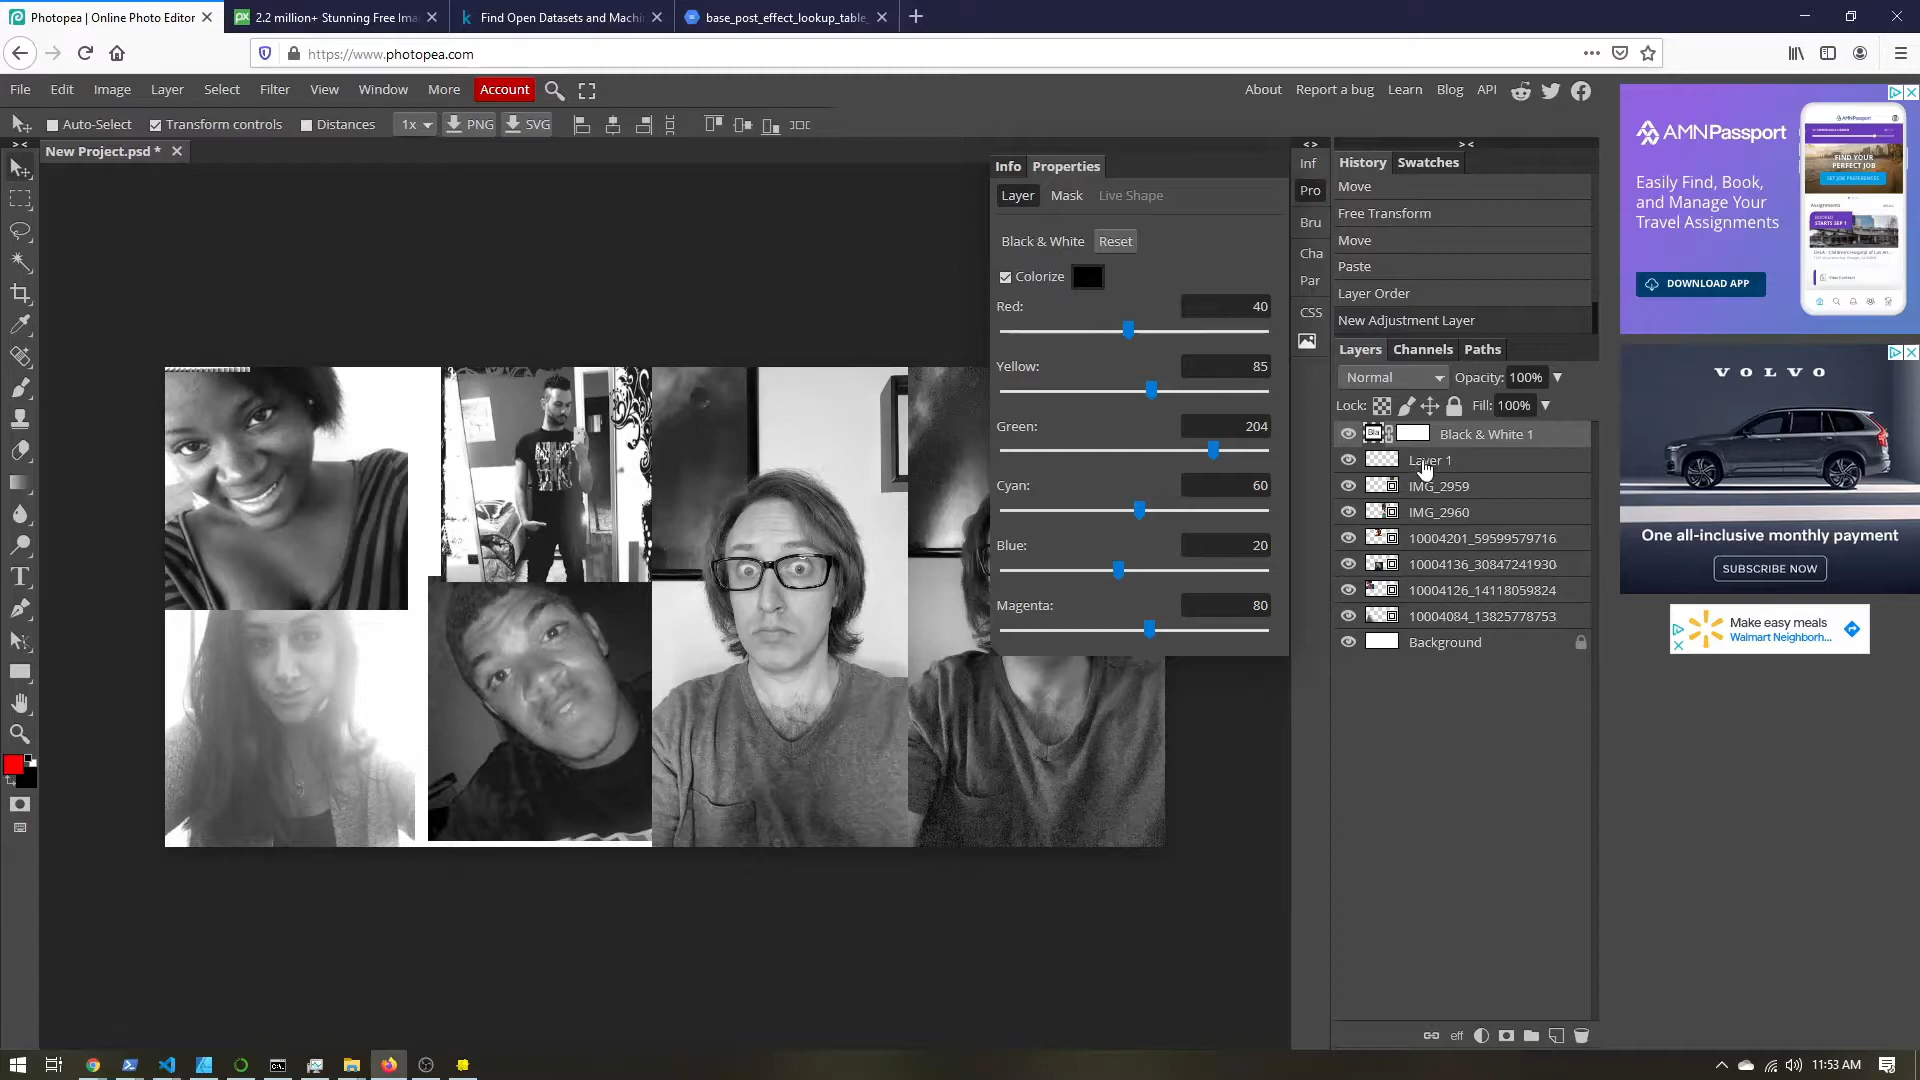 Photopea | Online Photo Editor
2.2 million+ Stunning Free Ima
Find Open Datasets and Machi
base_post_effect_lookup_table_
https://www.photopea.com
File Edit Image Layer Select Filter View Window More Account
About Report a bug Learn Blog API
Auto-Select Transform controls Distances 1x PNG SVG
New Project.psd *
Info Properties
Layer Mask Live Shape
Black & White Reset
Colorize
Red: 40
Yellow: 85
Green: 204
Cyan: 60
Blue: 20
Magenta: 80
Inf
Pro
Bru
Cha
Par
CSS
History Swatches
Move
Free Transform
Move
Paste
Layer Order
New Adjustment Layer
Layers Channels Paths
Normal Opacity: 100%
Lock: Fill: 100%
Black & White 1
Layer 1
IMG_2959
IMG_2960
10004201_59599579716
10004136_30847241930
10004126_14118059824
10004084_13825778753
Background
eff
AMNPassport
Easily Find, Book,
and Manage Your
Travel Assignments
DOWNLOAD APP
AMNPassport
FIND YOUR
PERFECT JOB
VOLVO
One all-inclusive monthly payment
SUBSCRIBE NOW
Make easy meals
Walmart Neighborh...
11:53 AM